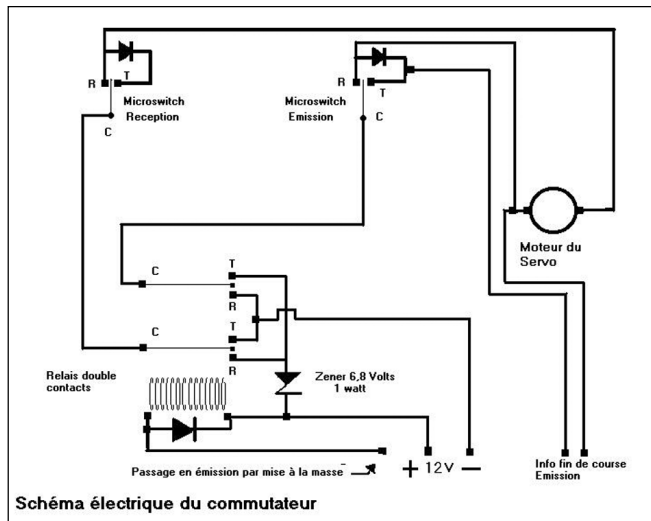 R
T
Microswitch
Reception
C
R
T
Microswitch
Emission
C
Moteur du
Servo
C
T
R
C
T
R
Relais double
contacts
Zener 6,8 Volts
1 watt
Passage en émission par mise à la masse
+ 12V −
Info fin de course
Emission
Schéma électrique du commutateur